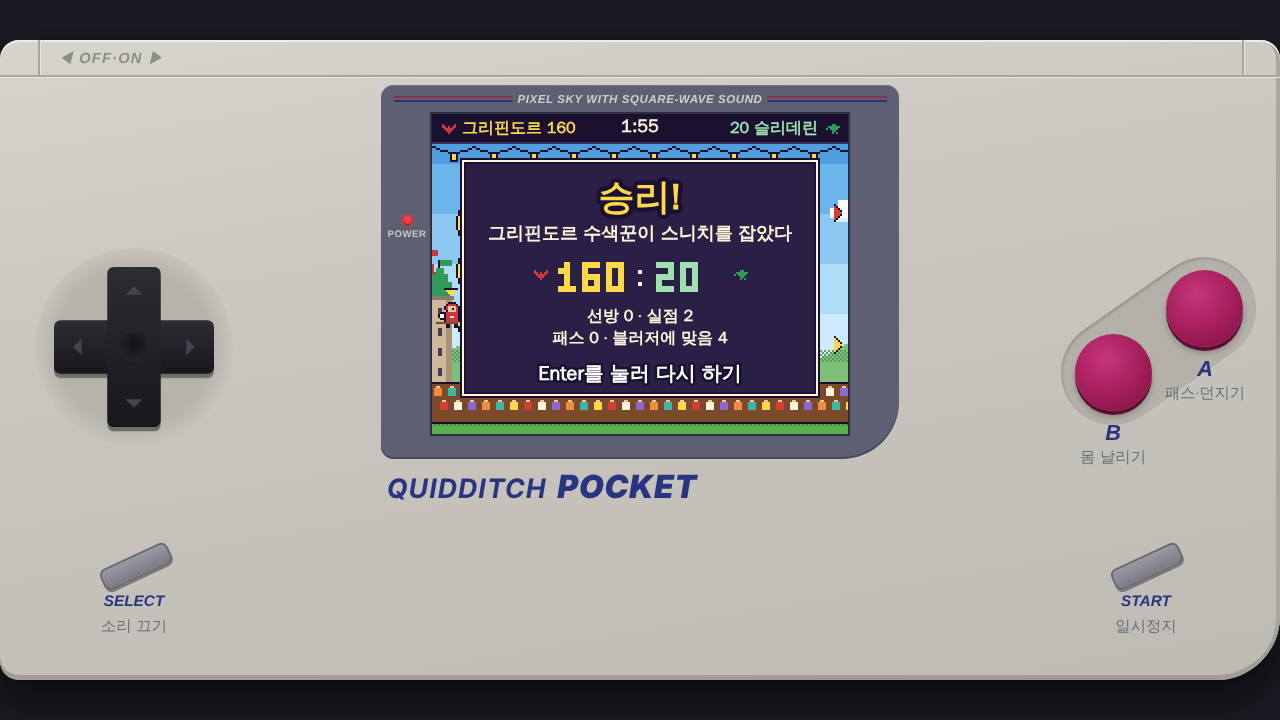 OFF·ON
PIXEL SKY WITH SQUARE-WAVE SOUND
그리핀도르 160 1:55 20 슬리데린
승리!
그리핀도르 수색꾼이 스니치를 잡았다
160 : 20
선방 0 · 실점 2
패스 0 · 블러저에 맞음 4
Enter를 눌러 다시 하기
POWER
QUIDDITCH POCKET
A
패스·던지기
B
몸 날리기
SELECT
소리 끄기
START
일시정지